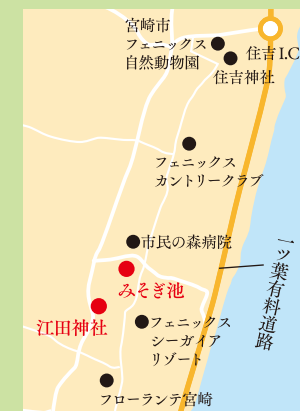 宮崎市
フェニックス
自然動物園
住吉I.C
住吉神社
フェニックス
カントリークラブ
市民の森病院
みそぎ池
一ツ葉有料道路
江田神社
フェニックス
シーガイア
リゾート
フローランテ宮崎